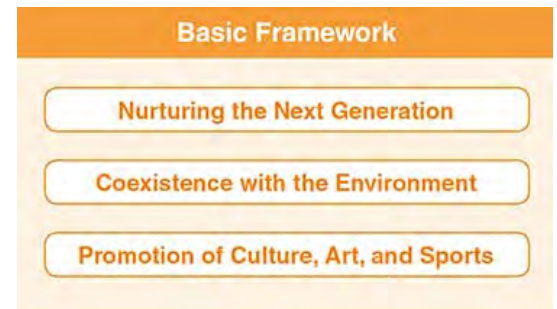 Basic Framework
Nurturing the Next Generation
Coexistence with the Environment
Promotion of Culture, Art, and Sports